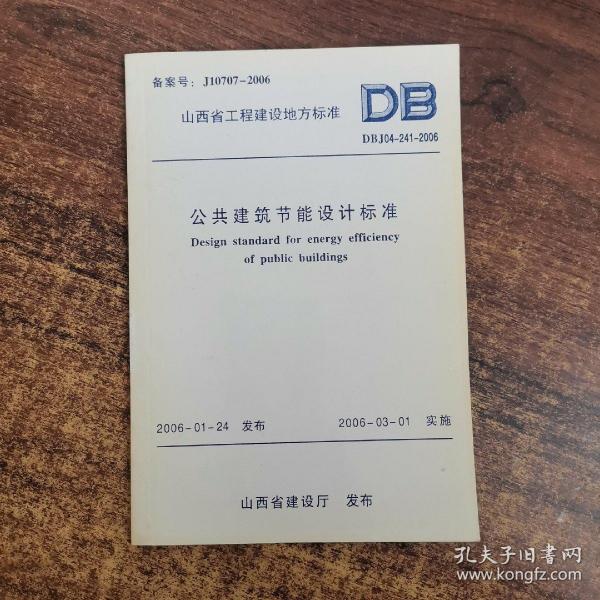 备案号：J10707-2006
山西省工程建设地方标准
DB
DBJ04-241-2006
公共建筑节能设计标准
Design standard for energy efficiency
of public buildings
2006-01-24 发布 2006-03-01 实施
山西省建设厅 发布
孔夫子旧书网
www.kongfz.com